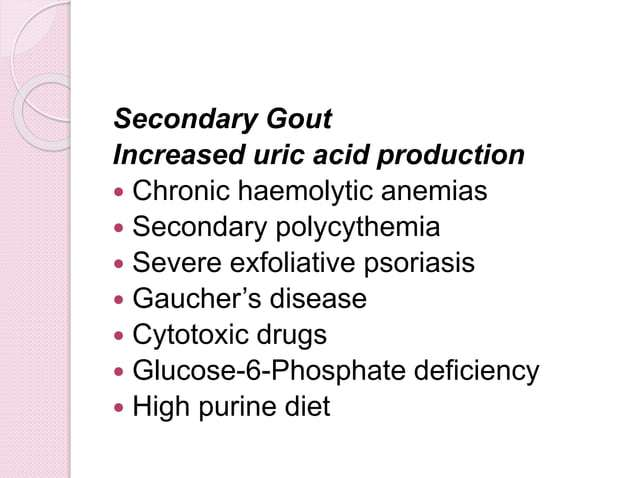 Secondary Gout
Increased uric acid production
• Chronic haemolytic anemias
• Secondary polycythemia
• Severe exfoliative psoriasis
• Gaucher’s disease
• Cytotoxic drugs
• Glucose-6-Phosphate deficiency
• High purine diet